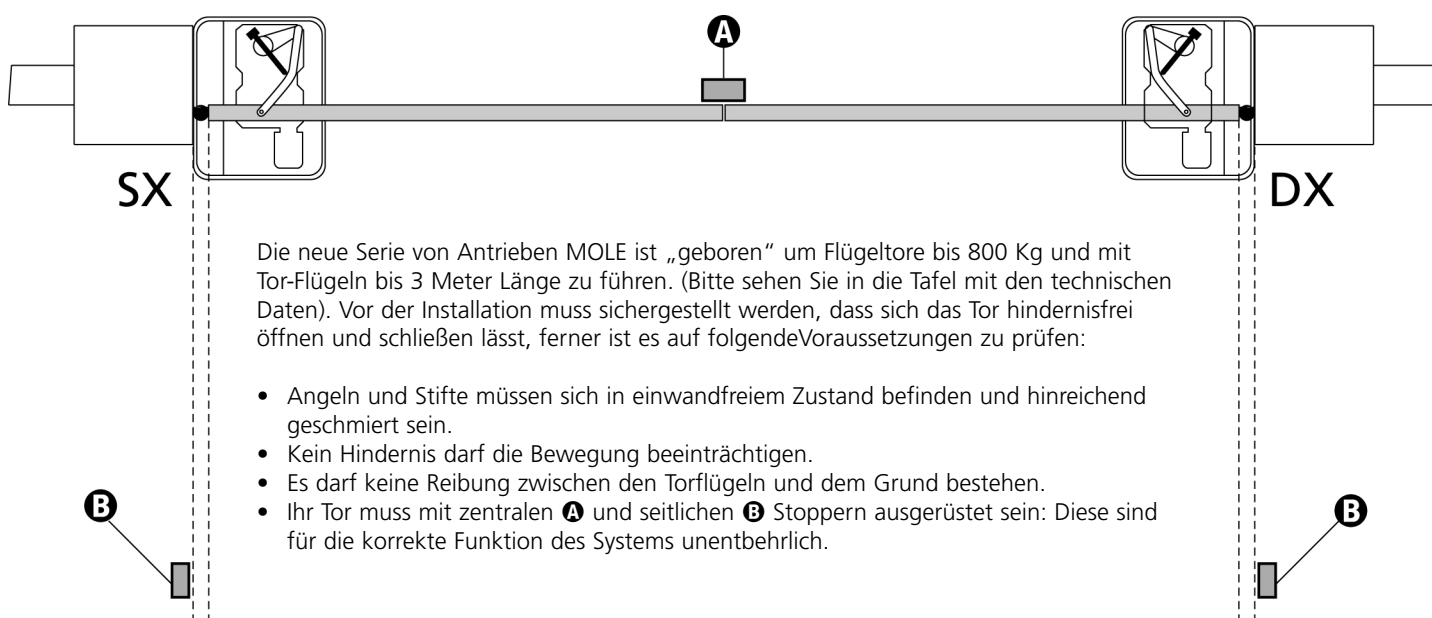 A
SX
DX
Die neue Serie von Antrieben MOLE ist „geboren“ um Flügeltore bis 800 Kg und mit
Tor-Flügeln bis 3 Meter Länge zu führen. (Bitte sehen Sie in die Tafel mit den technischen
Daten). Vor der Installation muss sichergestellt werden, dass sich das Tor hindernisfrei
öffnen und schließen lässt, ferner ist es auf folgendeVoraussetzungen zu prüfen:
• Angeln und Stifte müssen sich in einwandfreiem Zustand befinden und hinreichend
geschmiert sein.
• Kein Hindernis darf die Bewegung beeinträchtigen.
• Es darf keine Reibung zwischen den Torflügeln und dem Grund bestehen.
• Ihr Tor muss mit zentralen A und seitlichen B Stoppern ausgerüstet sein: Diese sind
für die korrekte Funktion des Systems unentbehrlich.
B
B